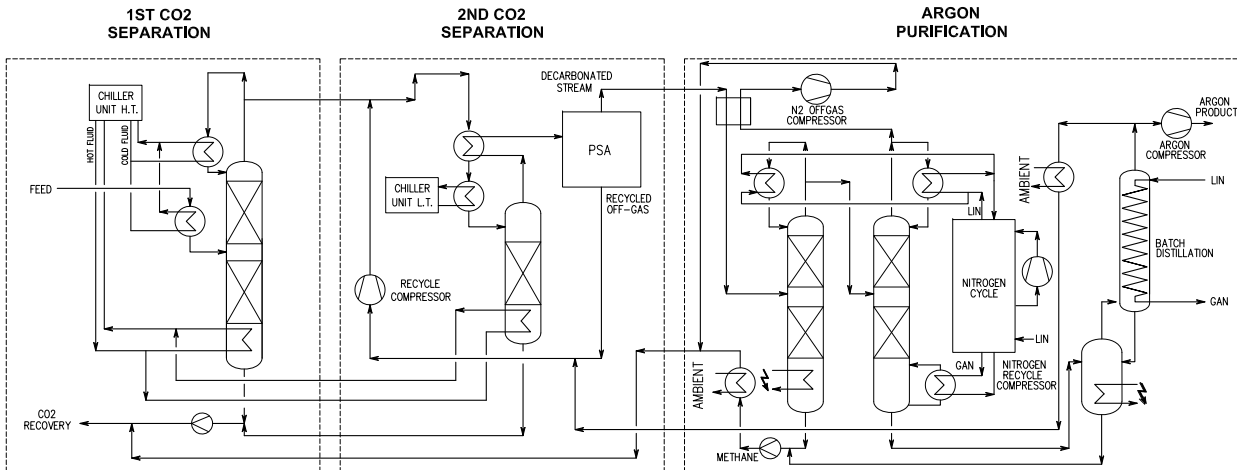 1ST CO2
SEPARATION
2ND CO2
SEPARATION
ARGON
PURIFICATION
CHILLER
UNIT H.T.
HOT FLUID
COLD FLUID
FEED
CO2
RECOVERY
CHILLER
UNIT L.T.
RECYCLE
COMPRESSOR
DECARBONATED
STREAM
PSA
RECYCLED
OFF-GAS
N2 OFFGAS
COMPRESSOR
LIN
NITROGEN
CYCLE
LIN
GAN
NITROGEN
RECYCLE
COMPRESSOR
AMBIENT
METHANE
AMBIENT
ARGON
PRODUCT
ARGON
COMPRESSOR
LIN
BATCH
DISTILLATION
GAN